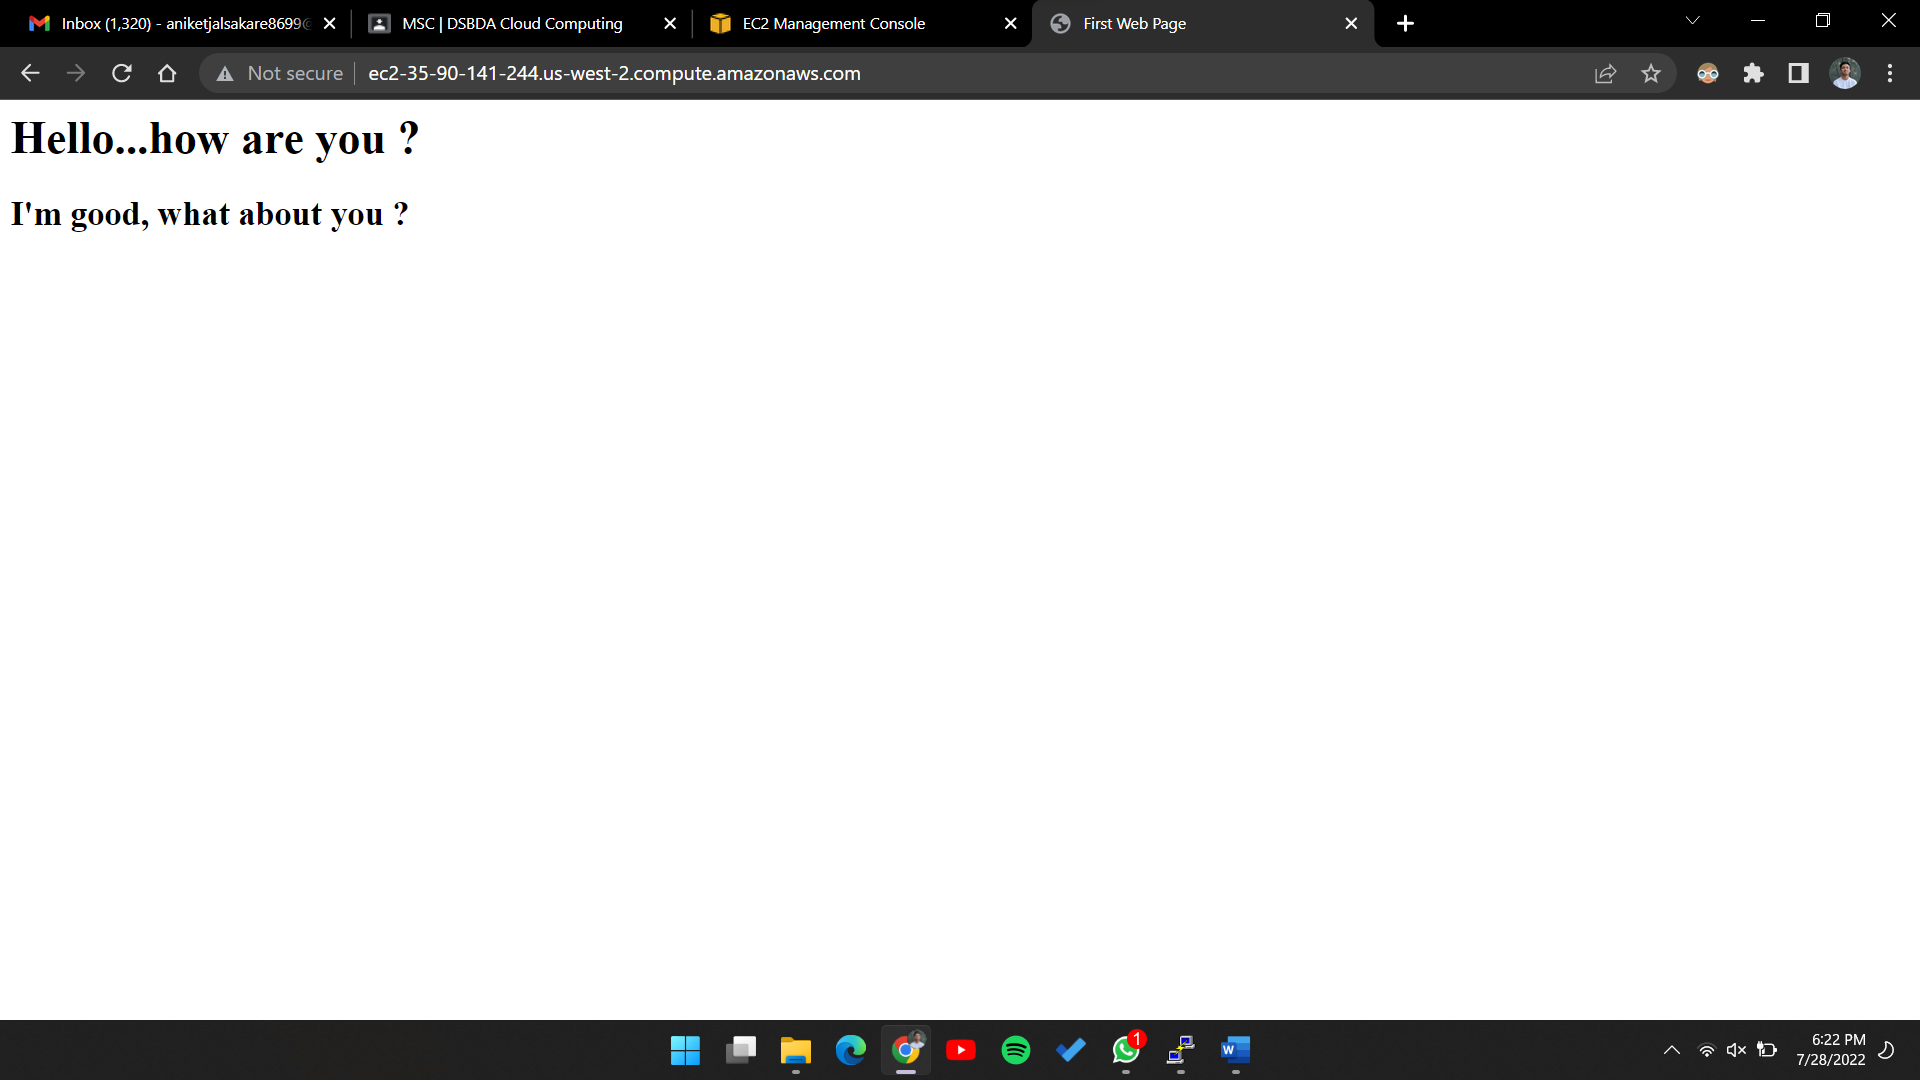 Inbox (1,320) - aniketjalsakare8699@
MSC | DSBDA Cloud Computing
EC2 Management Console
First Web Page
Not secure
ec2-35-90-141-244.us-west-2.compute.amazonaws.com
Hello...how are you ?
I'm good, what about you ?
1
W
6:22 PM
7/28/2022